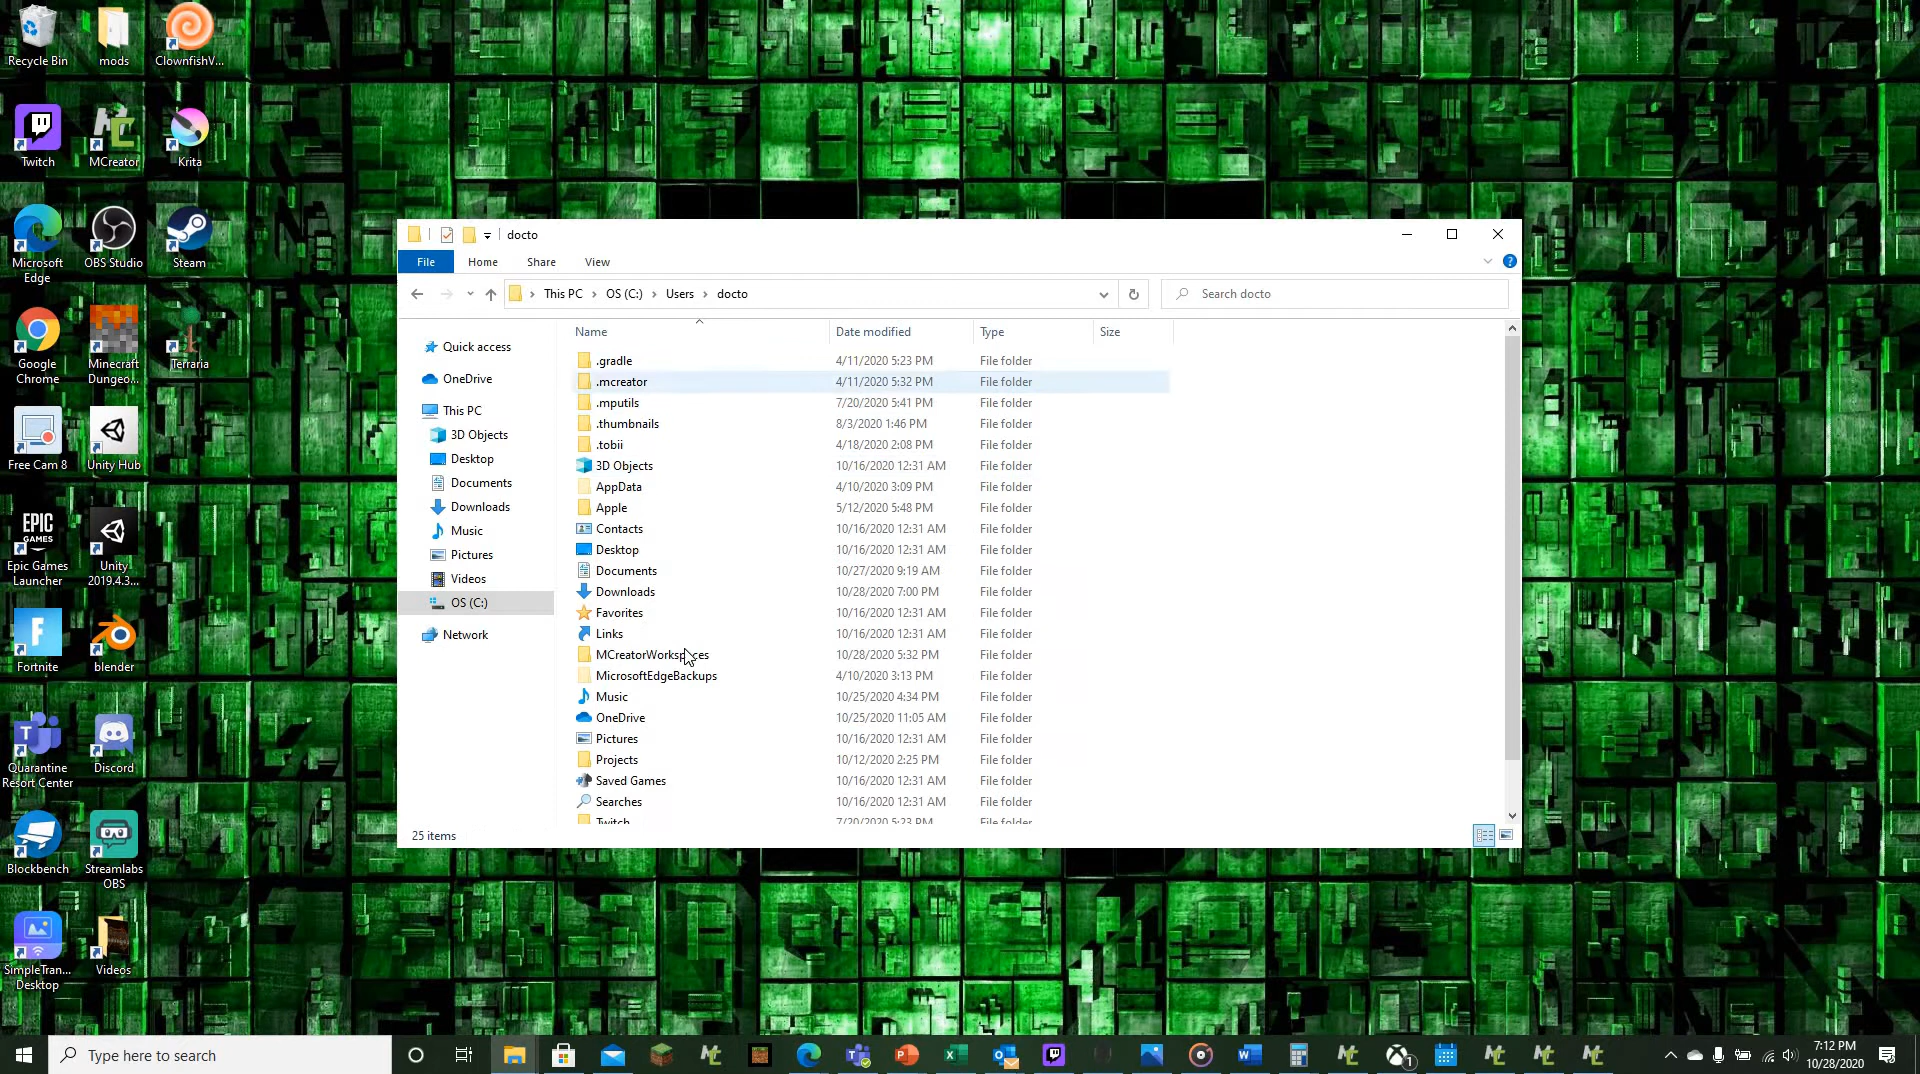 Recycle Bin
mods
ClownfishV...
Twitch
MCreator
Krita
Microsoft
Edge
OBS Studio
Steam
Google
Chrome
Minecraft
Dungeo...
Terraria
Free Cam 8
Unity Hub
EPIC
GAMES
Epic Games
Launcher
Unity
2019.4.3...
Fortnite
blender
Quarantine
Resort Center
Discord
Blockbench
Streamlabs
OBS
SimpleTran...
Desktop
Videos
docto
File
Home
Share
View
This PC
OS (C:)
Users
docto
Search docto
Quick access
OneDrive
This PC
3D Objects
Desktop
Documents
Downloads
Music
Pictures
Videos
OS (C:)
Network
Name Date modified Type Size
.gradle 4/11/2020 5:23 PM File folder
.mcreator 4/11/2020 5:32 PM File folder
.mputils 7/20/2020 5:41 PM File folder
.thumbnails 8/3/2020 1:46 PM File folder
.tobii 4/18/2020 2:08 PM File folder
3D Objects 10/16/2020 12:31 AM File folder
AppData 4/10/2020 3:09 PM File folder
Apple 5/12/2020 5:48 PM File folder
Contacts 10/16/2020 12:31 AM File folder
Desktop 10/16/2020 12:31 AM File folder
Documents 10/27/2020 9:19 AM File folder
Downloads 10/28/2020 7:00 PM File folder
Favorites 10/16/2020 12:31 AM File folder
Links 10/16/2020 12:31 AM File folder
MCreatorWorkspaces 10/28/2020 5:32 PM File folder
MicrosoftEdgeBackups 4/10/2020 3:13 PM File folder
Music 10/25/2020 4:34 PM File folder
OneDrive 10/25/2020 11:05 AM File folder
Pictures 10/16/2020 12:31 AM File folder
Projects 10/12/2020 2:25 PM File folder
Saved Games 10/16/2020 12:31 AM File folder
Searches 10/16/2020 12:31 AM File folder
Twitch 7/20/2020 5:23 PM File folder
25 items
Type here to search
7:12 PM
10/28/2020